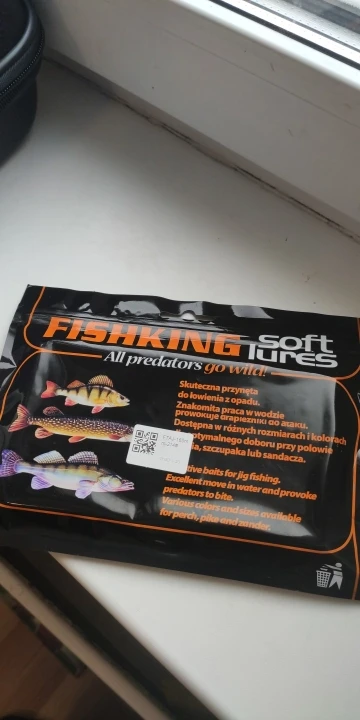 FISHKING soft lures
All predators go wild!
Skuteczna przynęta
do łowienia z opadu.
Znakomita praca w wodzie
prowokuje drapieżniki do ataku.
Dostępna w różnych rozmiarach i kolorach
optymalnego doboru przy połowie
szczupaka lub sandacza.
baits for jig fishing.
Excellent move in water and provoke
predators to bite.
Various colors and sizes available
for perch, pike and zander.